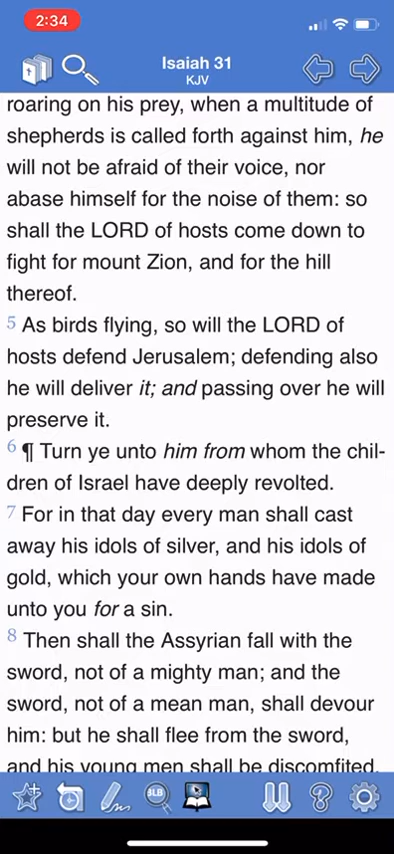 2:34
Isaiah 31
KJV
roaring on his prey, when a multitude of
shepherds is called forth against him, he
will not be afraid of their voice, nor
abase himself for the noise of them: so
shall the LORD of hosts come down to
fight for mount Zion, and for the hill
thereof.
5 As birds flying, so will the LORD of
hosts defend Jerusalem; defending also
he will deliver it; and passing over he will
preserve it.
6 ¶ Turn ye unto him from whom the chil-
dren of Israel have deeply revolted.
7 For in that day every man shall cast
away his idols of silver, and his idols of
gold, which your own hands have made
unto you for a sin.
8 Then shall the Assyrian fall with the
sword, not of a mighty man; and the
sword, not of a mean man, shall devour
him: but he shall flee from the sword,
and his young men shall be discomfited.
BLB